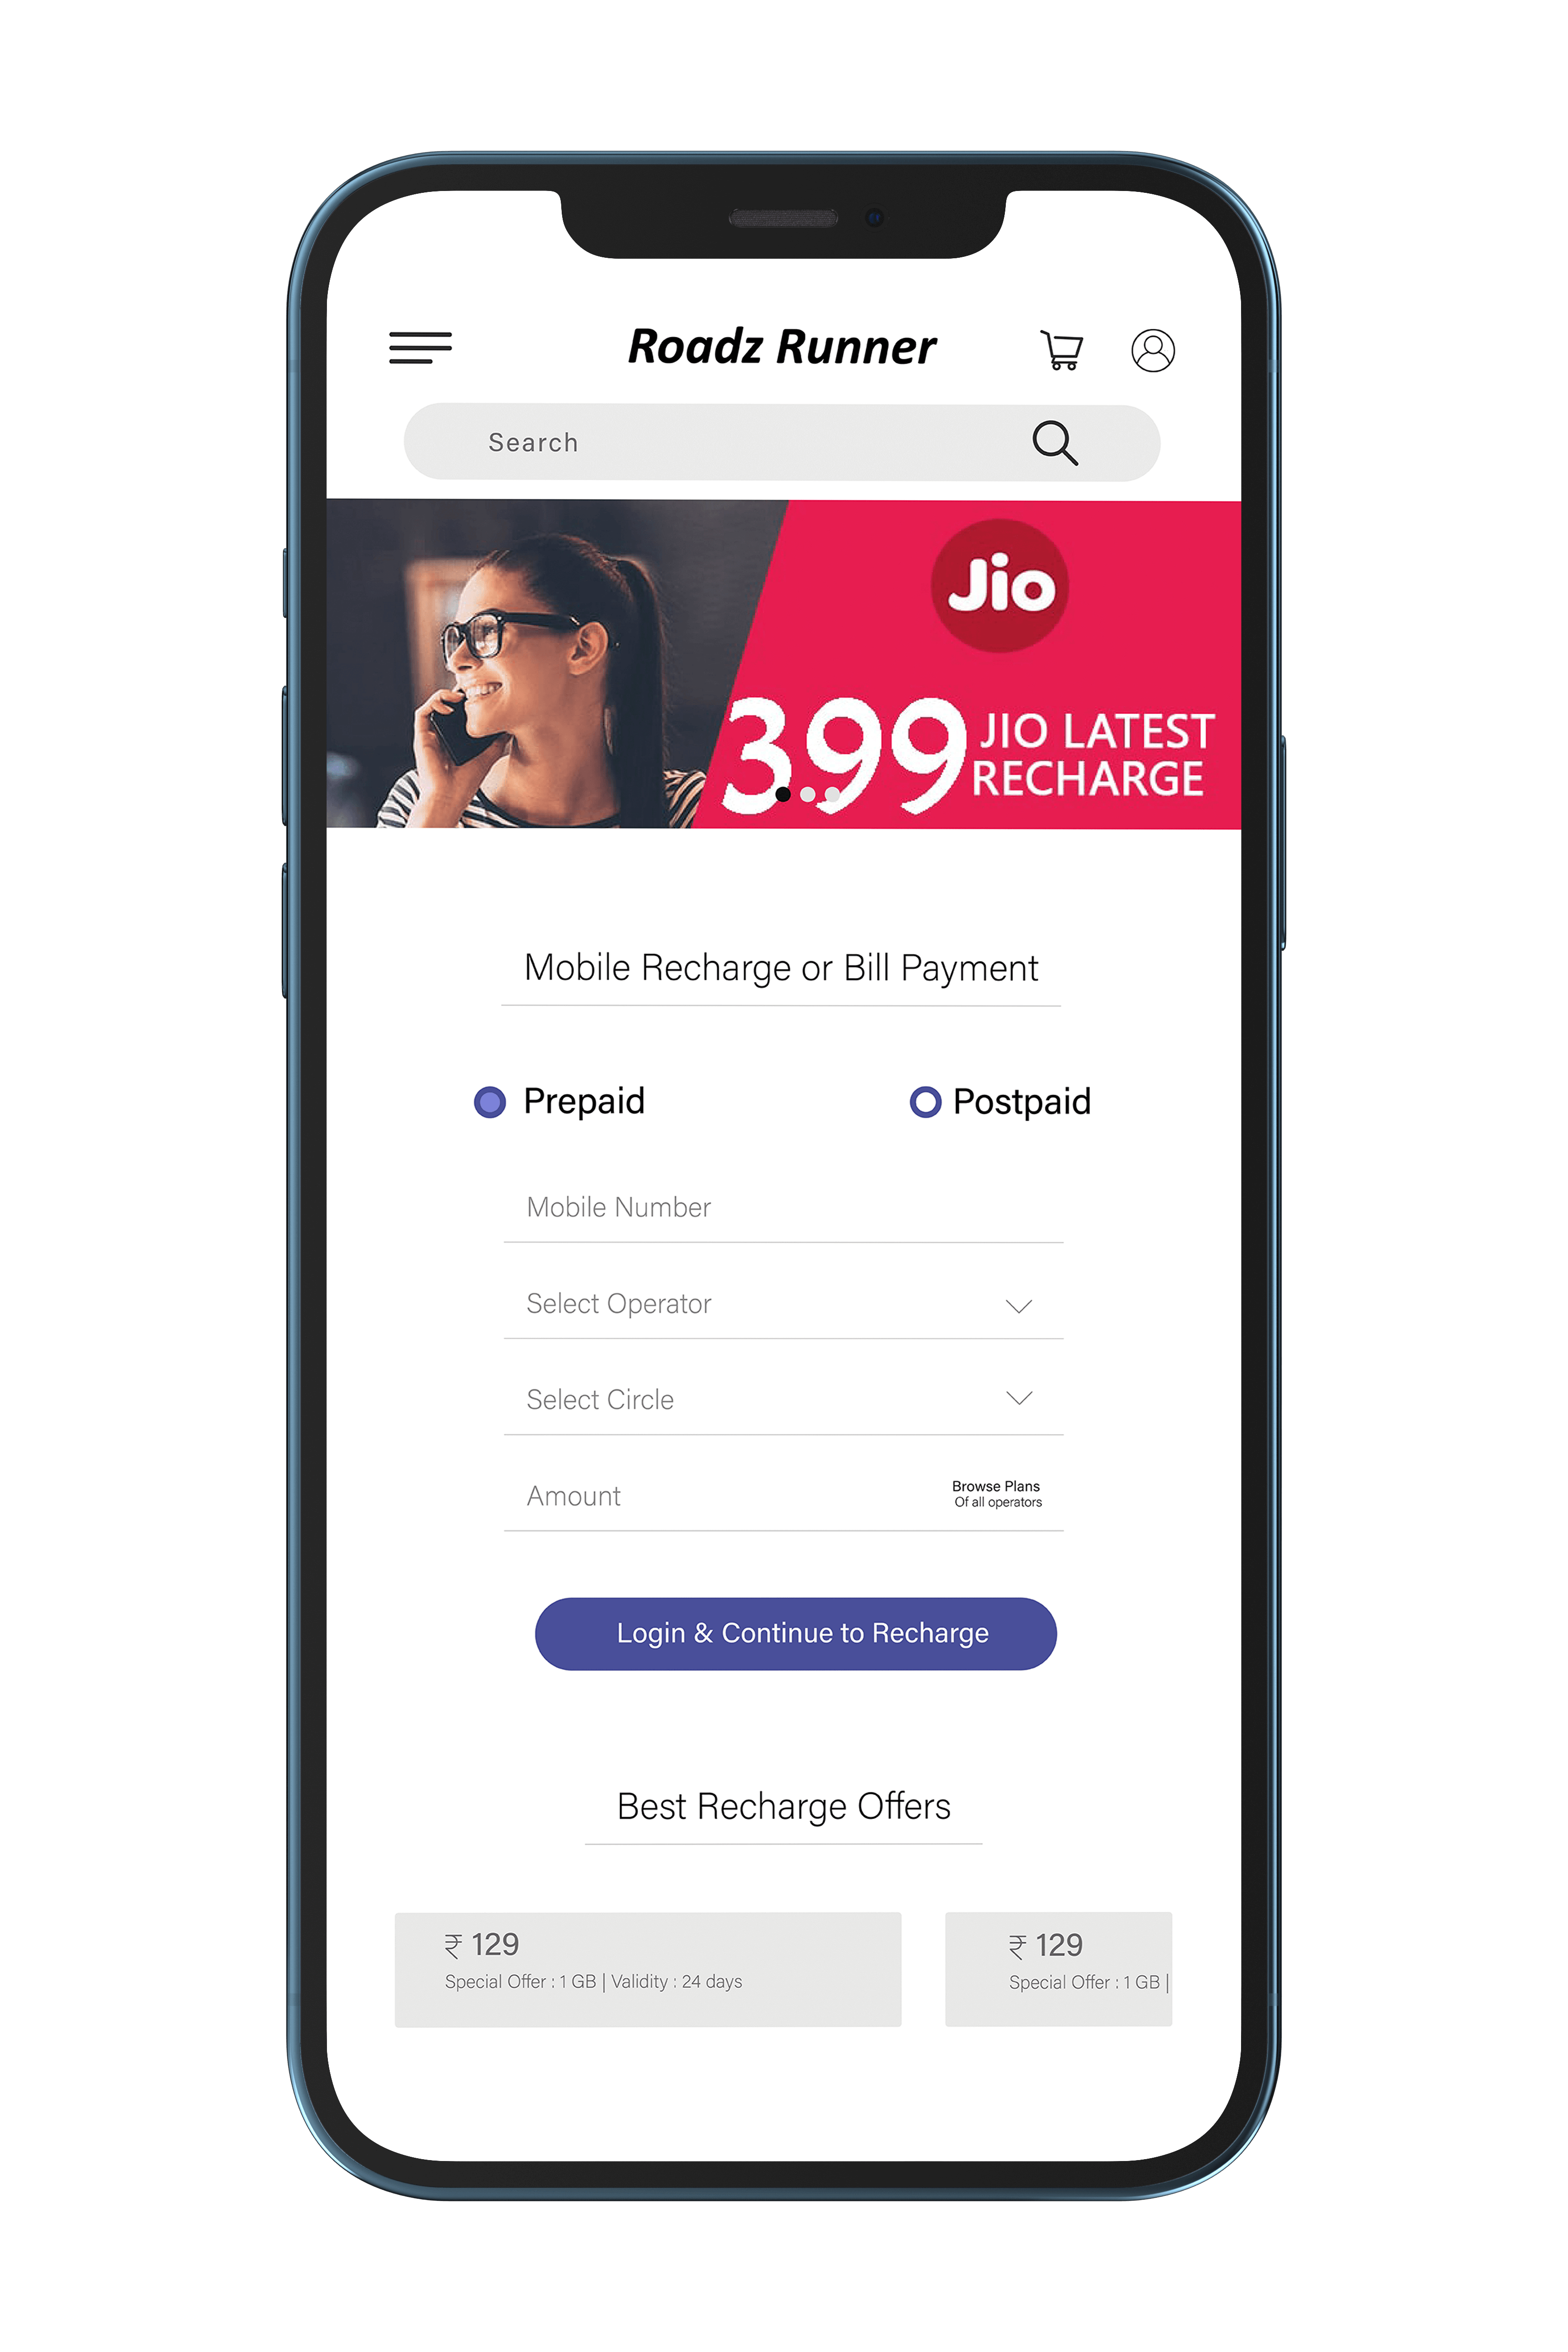 Roadz Runner
Search
Jio
399 JIO LATEST
RECHARGE
Mobile Recharge or Bill Payment
Prepaid Postpaid
Mobile Number
Select Operator
Select Circle
Amount
Browse Plans
Of all operators
Login & Continue to Recharge
Best Recharge Offers
₹ 129
Special Offer : 1 GB | Validity : 24 days
₹ 129
Special Offer : 1 GB |